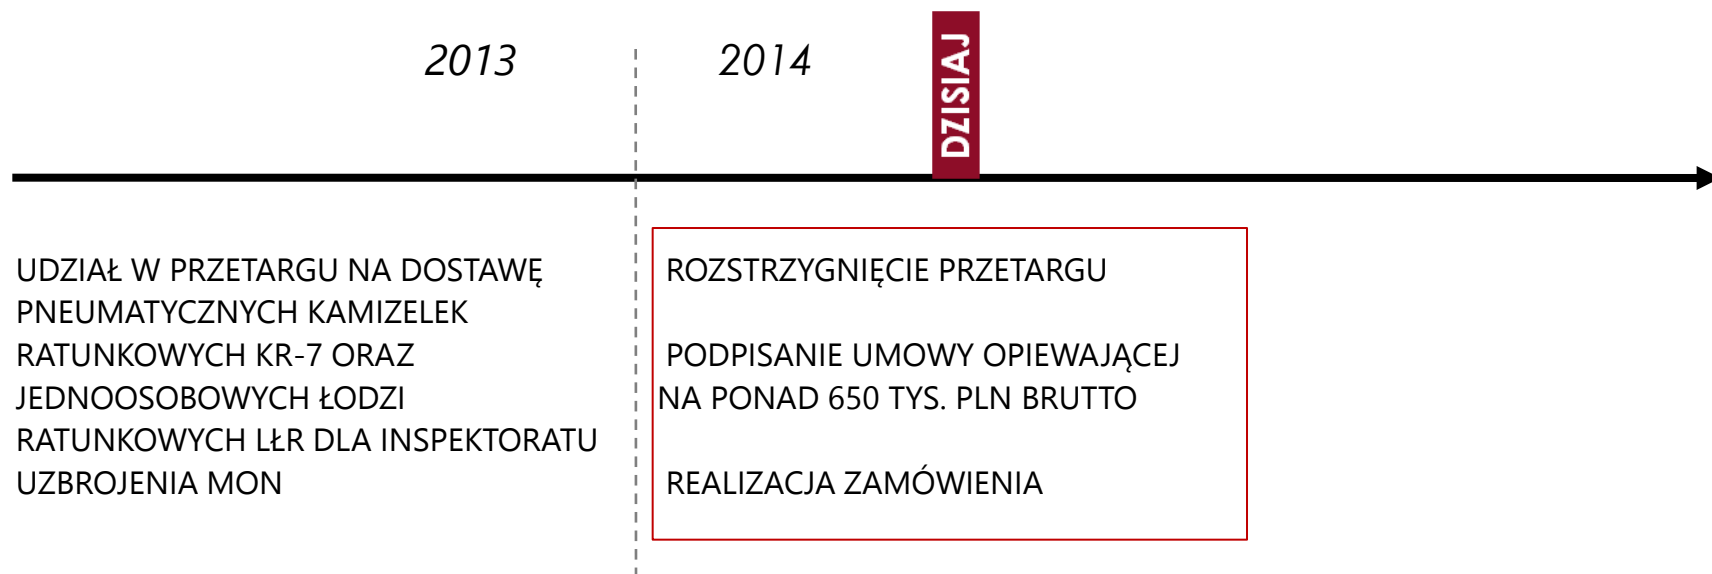 2013
2014
DZISIAJ
UDZIAŁ W PRZETARGU NA DOSTAWĘ
PNEUMATYCZNYCH KAMIZELEK
RATUNKOWYCH KR-7 ORAZ
JEDNOOSOBOWYCH ŁODZI
RATUNKOWYCH LŁR DLA INSPEKTORATU
UZBROJENIA MON
ROZSTRZYGNIĘCIE PRZETARGU
PODPISANIE UMOWY OPIEWAJĄCEJ
NA PONAD 650 TYS. PLN BRUTTO
REALIZACJA ZAMÓWIENIA